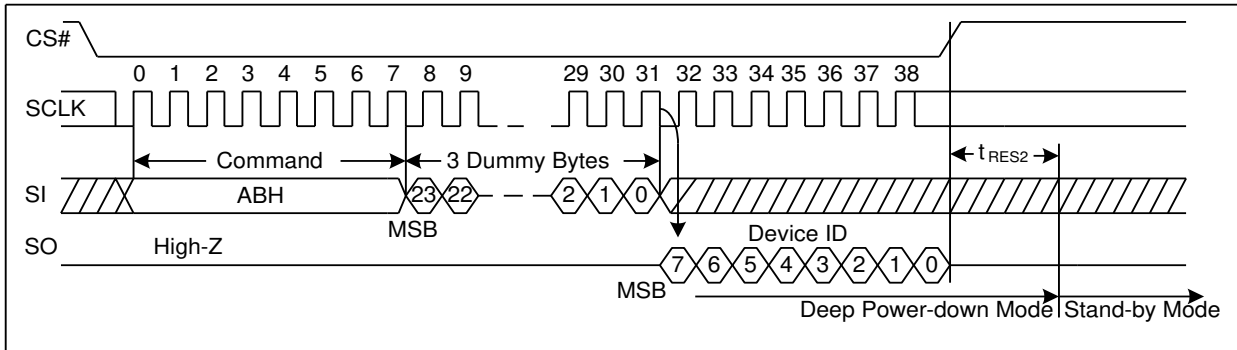 CS#
0 1 2 3 4 5 6 7 8 9 29 30 31 32 33 34 35 36 37 38
SCLK
Command 3 Dummy Bytes tRES2
SI ABH 23 22 2 1 0
MSB
SO High-Z Device ID
7 6 5 4 3 2 1 0
MSB
Deep Power-down Mode Stand-by Mode